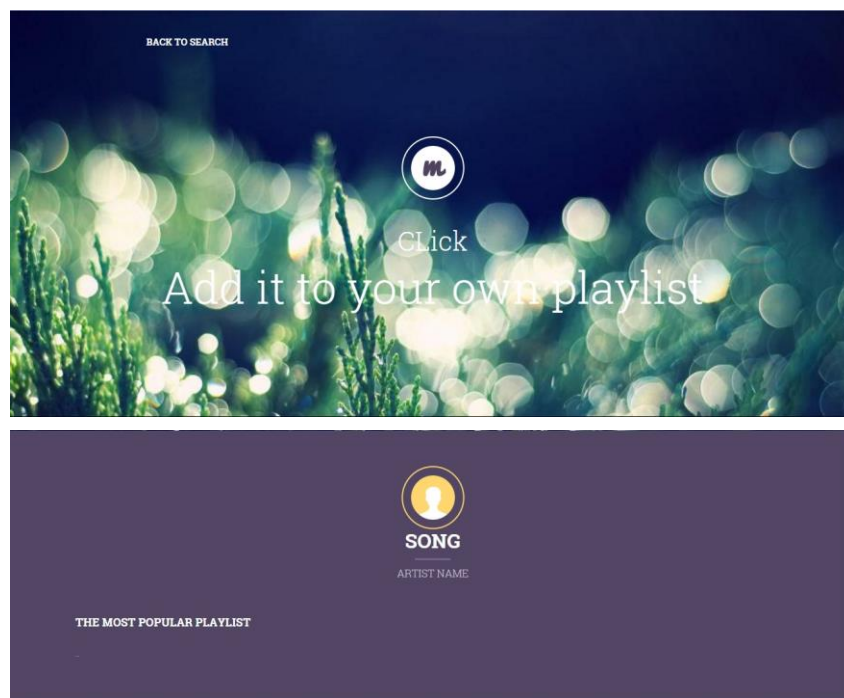 BACK TO SEARCH
m
CLick
Add it to your own playlist
SONG
ARTIST NAME
THE MOST POPULAR PLAYLIST